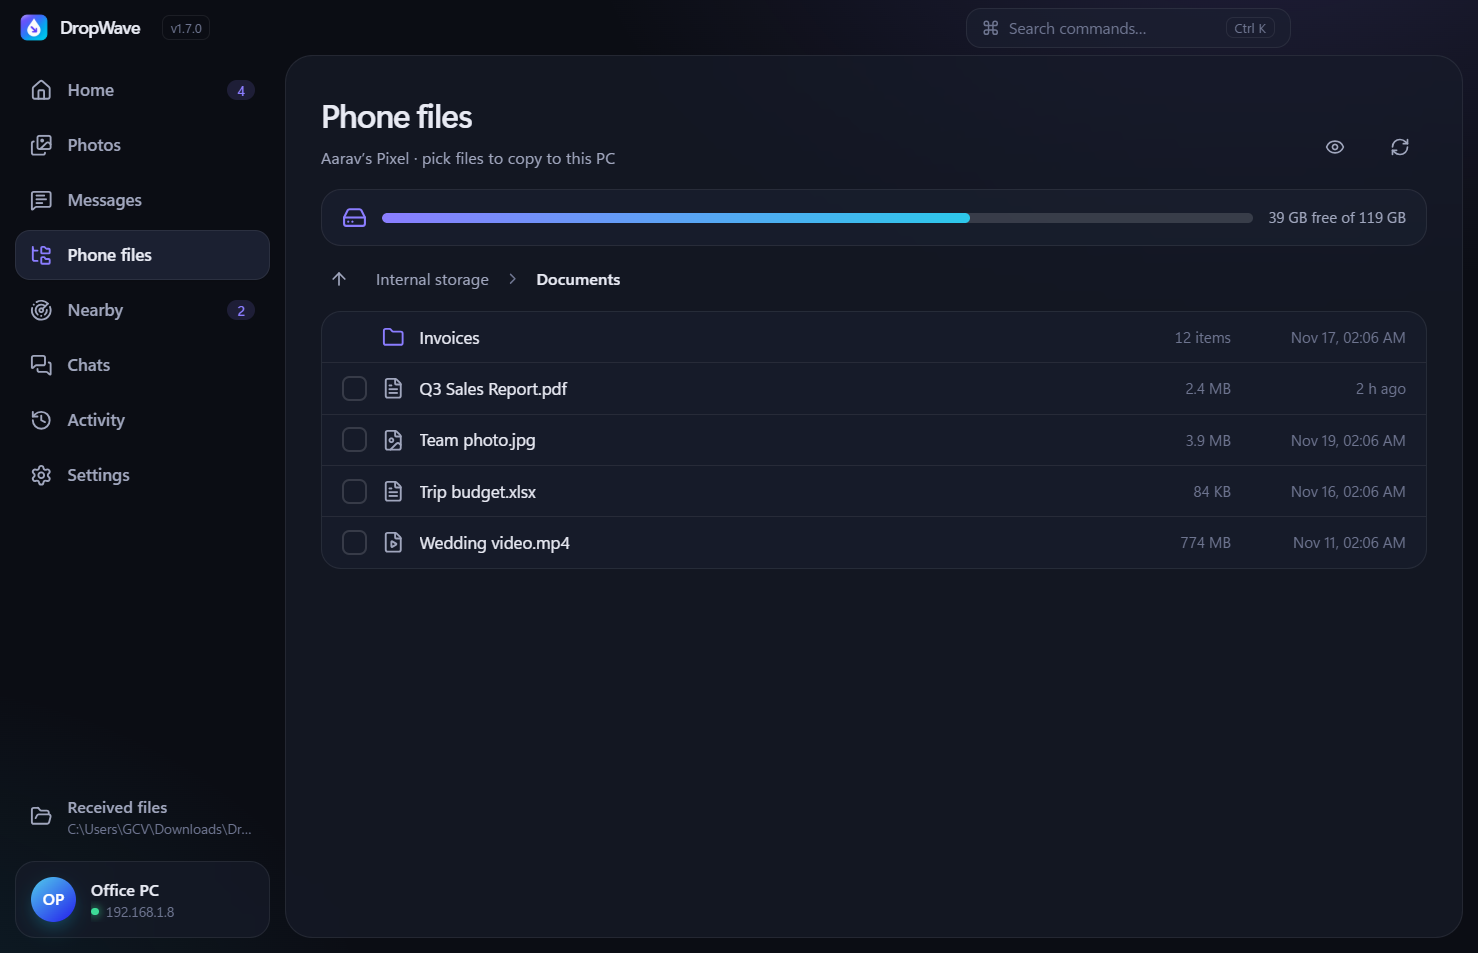 DropWave v1.7.0
Search commands... Ctrl K
Home 4
Photos
Messages
Phone files
Nearby 2
Chats
Activity
Settings
Received files
C:\Users\GCV\Downloads\Dr...
OP
Office PC
192.168.1.8
Phone files
Aarav's Pixel · pick files to copy to this PC
39 GB free of 119 GB
Internal storage > Documents
Invoices 12 items Nov 17, 02:06 AM
Q3 Sales Report.pdf 2.4 MB 2 h ago
Team photo.jpg 3.9 MB Nov 19, 02:06 AM
Trip budget.xlsx 84 KB Nov 16, 02:06 AM
Wedding video.mp4 774 MB Nov 11, 02:06 AM